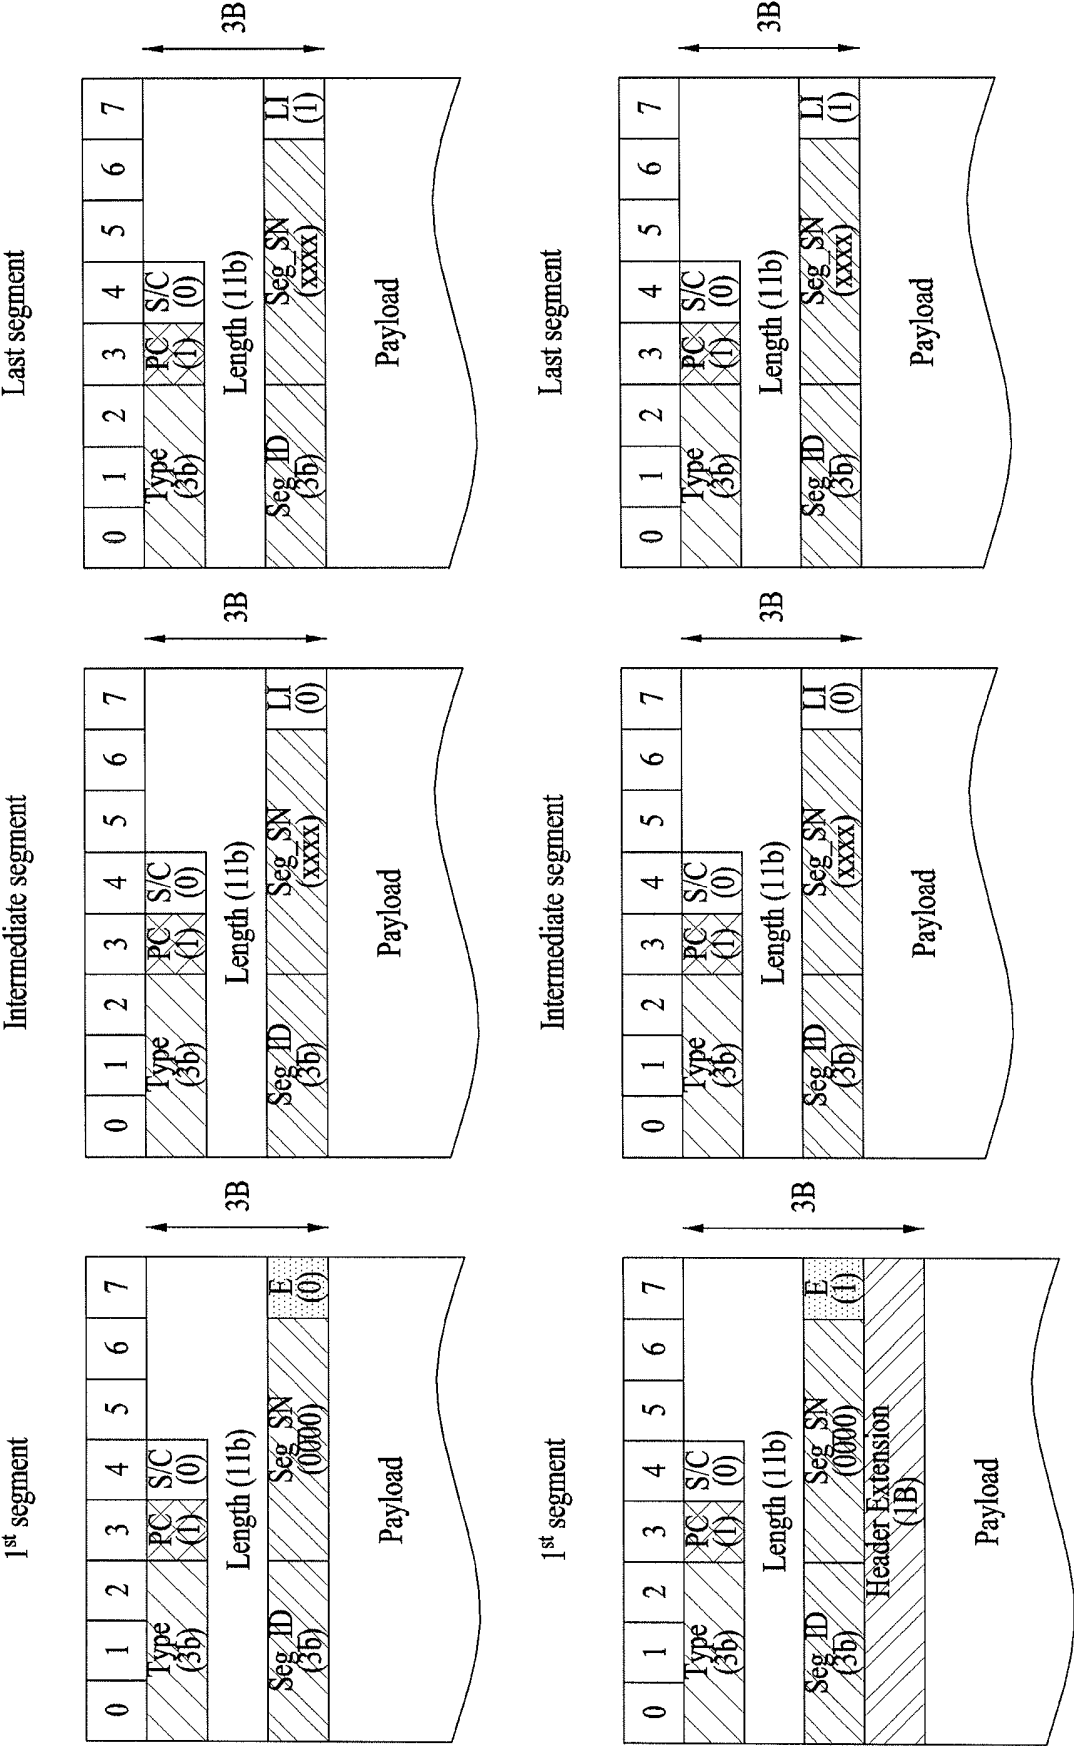 1st segment
0 1 2 3 4 5 6 7
Type (3b)
PC (1)
S/C (0)
Length (11b)
Seg_ID (3b)
Seg_SN (0000)
E (0)
Payload
3B
Intermediate segment
0 1 2 3 4 5 6 7
Type (3b)
PC (1)
S/C (0)
Length (11b)
Seg_ID (3b)
Seg_SN (xxxx)
LI (0)
Payload
3B
Last segment
0 1 2 3 4 5 6 7
Type (3b)
PC (1)
S/C (0)
Length (11b)
Seg_ID (3b)
Seg_SN (xxxx)
LI (1)
Payload
3B
1st segment
0 1 2 3 4 5 6 7
Type (3b)
PC (1)
S/C (0)
Length (11b)
Seg_ID (3b)
Seg_SN (0000)
E (1)
Header Extension (1B)
Payload
3B
Intermediate segment
0 1 2 3 4 5 6 7
Type (3b)
PC (1)
S/C (0)
Length (11b)
Seg_ID (3b)
Seg_SN (xxxx)
LI (0)
Payload
3B
Last segment
0 1 2 3 4 5 6 7
Type (3b)
PC (1)
S/C (0)
Length (11b)
Seg_ID (3b)
Seg_SN (xxxx)
LI (1)
Payload
3B